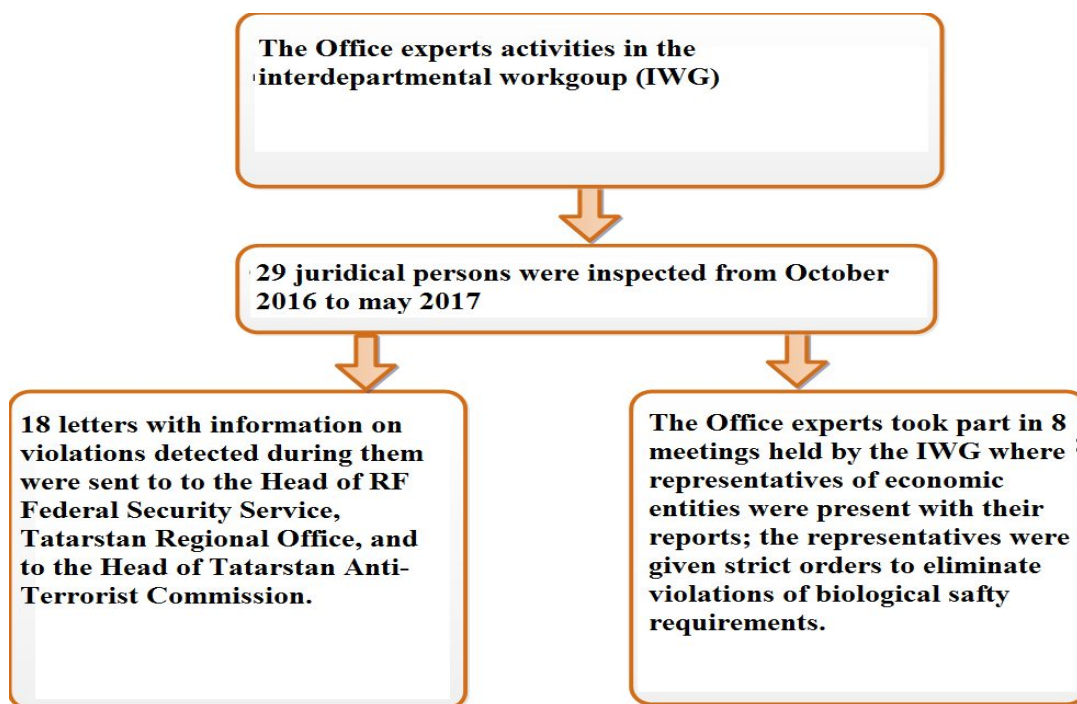 The Office experts activities in the
interdepartmental workgoup (IWG)
29 juridical persons were inspected from October
2016 to may 2017
18 letters with information on
violations detected during them
were sent to to the Head of RF
Federal Security Service,
Tatarstan Regional Office, and
to the Head of Tatarstan Anti-
Terrorist Commission.
The Office experts took part in 8
meetings held by the IWG where
representatives of economic
entities were present with their
reports; the representatives were
given strict orders to eliminate
violations of biological safty
requirements.